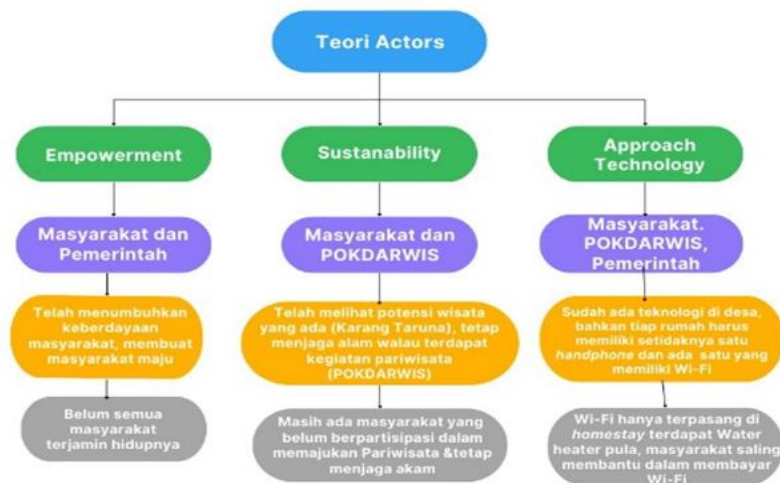 Teori Actors
Empowerment
Sustanability
Approach
Technology
Masyarakat dan
Pemerintah
Masyarakat dan
POKDARWIS
Masyarakat.
POKDARWIS,
Pemerintah
Telah menumbuhkan
keberdayaan
masyarakat, membuat
masyarakat maju
Telah melihat potensi wisata
yang ada (Karang Taruna), tetap
menjaga alam walau terdapat
kegiatan pariwisata
(POKDARWIS)
Sudah ada teknologi di desa,
bahkan tiap rumah harus
memiliki setidaknya satu
handphone dan ada satu yang
memiliki Wi-Fi
Belum semua
masyarakat
terjamin hidupnya
Masih ada masyarakat yang
belum berpartisipasi dalam
memajukan Pariwisata &tetap
menjaga akam
Wi-Fi hanya terpasang di
homestay terdapat Water
heater pula, masyarakat saling
membantu dalam membayar
Wi-Fi